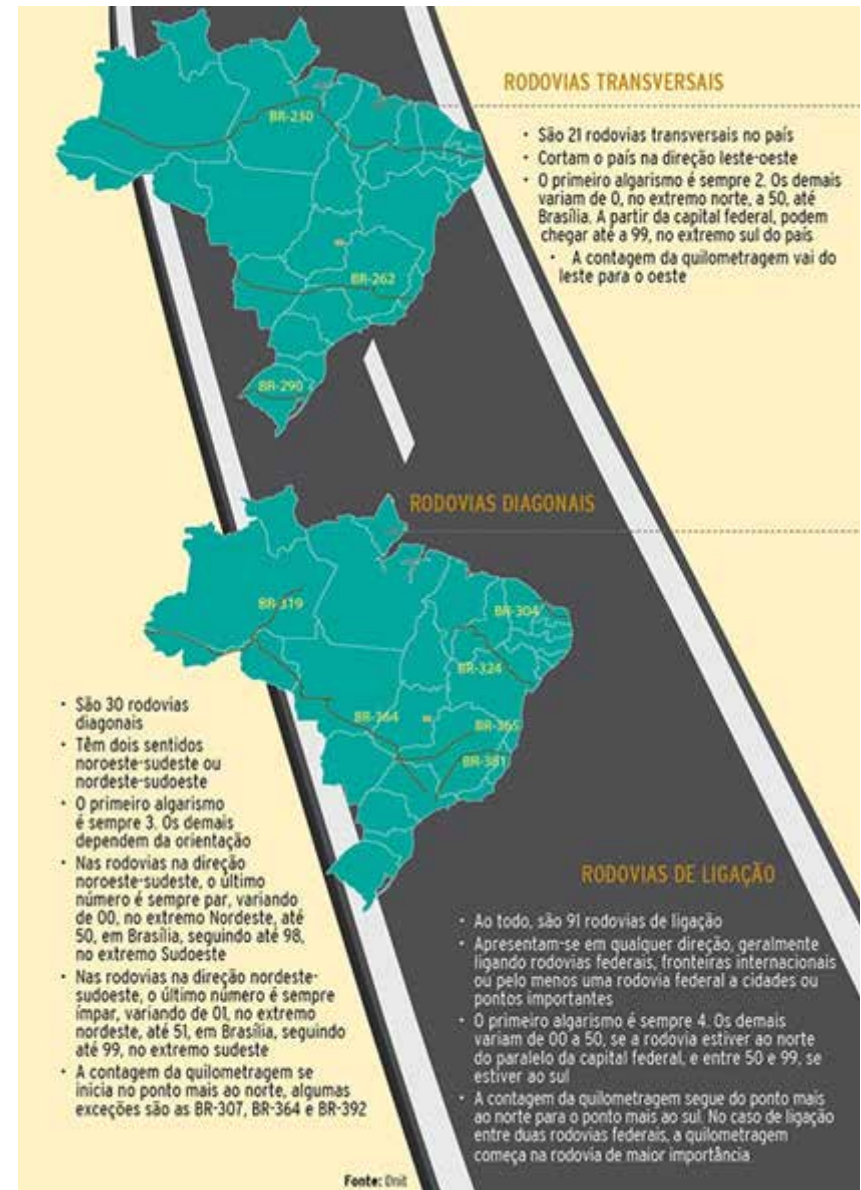 RODOVIAS TRANSVERSAIS
• São 21 rodovias transversais no país
• Cortam o país na direção leste-oeste
• O primeiro algarismo é sempre 2. Os demais
variam de 0, no extremo norte, a 50, até
Brasília. A partir da capital federal, podem
chegar até a 99, no extremo sul do país
• A contagem da quilometragem vai do
leste para o oeste
BR-230
BR-262
BR-290
RODOVIAS DIAGONAIS
BR-319
BR-304
BR-324
BR-364
BR-365
BR-381
• São 30 rodovias
diagonais
• Têm dois sentidos
noroeste-sudeste ou
nordeste-sudoeste
• O primeiro algarismo
é sempre 3. Os demais
dependem da orientação
• Nas rodovias na direção
noroeste-sudeste, o último
número é sempre par, variando
de 00, no extremo Nordeste, até
50, em Brasília, seguindo até 98,
no extremo Sudoeste
• Nas rodovias na direção nordeste-
sudoeste, o último número é sempre
ímpar, variando de 01, no extremo
nordeste, até 51, em Brasília, seguindo
até 99, no extremo sudeste
• A contagem da quilometragem se
inicia no ponto mais ao norte, algumas
exceções são as BR-307, BR-364 e BR-392
RODOVIAS DE LIGAÇÃO
• Ao todo, são 91 rodovias de ligação
• Apresentam-se em qualquer direção, geralmente
ligando rodovias federais, fronteiras internacionais
ou pelo menos uma rodovia federal a cidades ou
pontos importantes
• O primeiro algarismo é sempre 4. Os demais
variam de 00 a 50, se a rodovia estiver ao norte
do paralelo da capital federal, e entre 50 e 99, se
estiver ao sul
• A contagem da quilometragem segue do ponto mais
ao norte para o ponto mais ao sul. No caso de ligação
entre duas rodovias federais, a quilometragem
começa na rodovia de maior importância
Fonte: Dnit